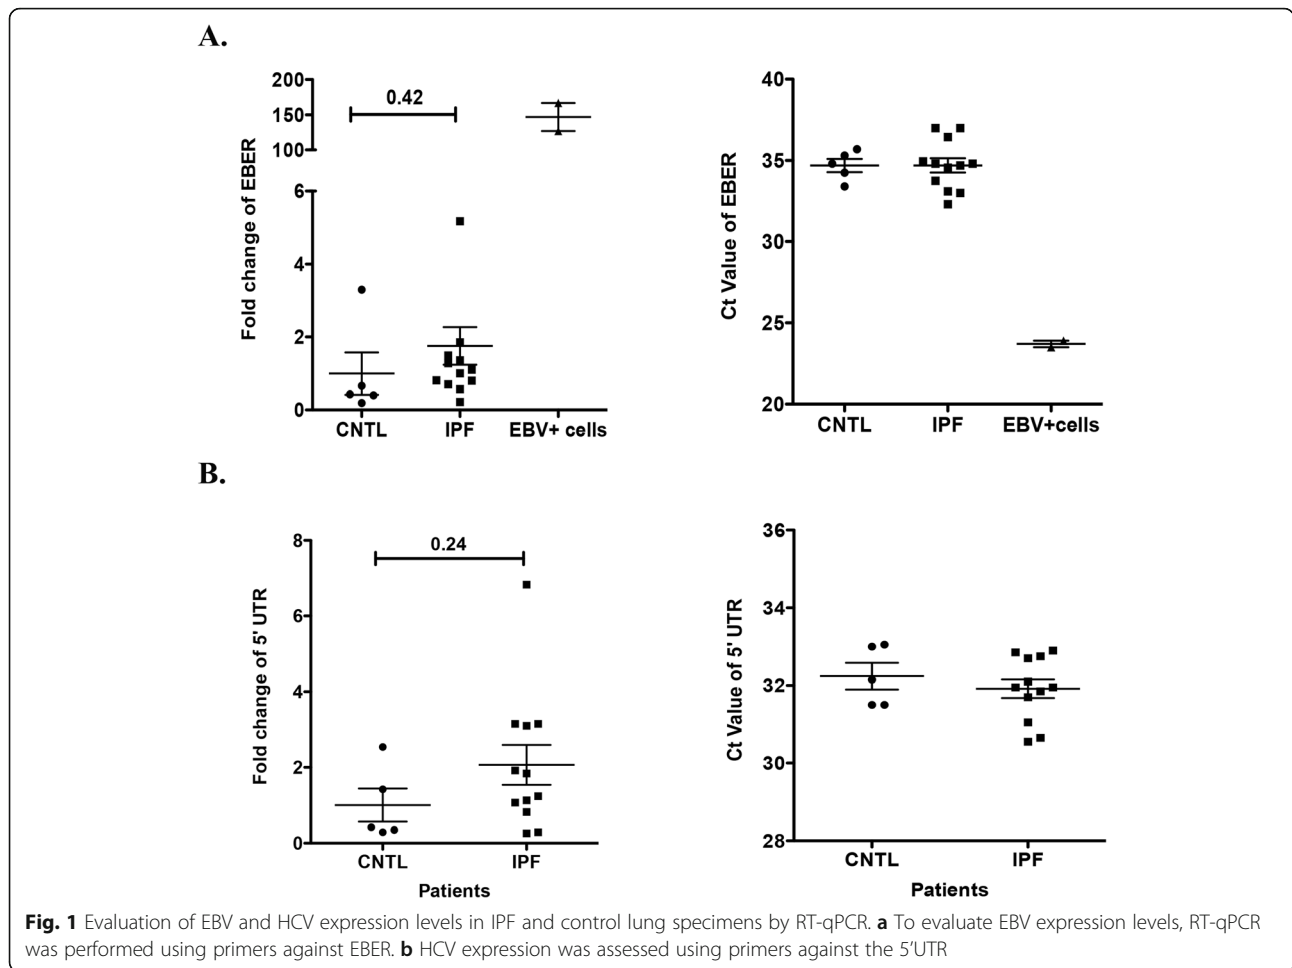 A.
Fold change of EBER
200
150
100
6
4
2
0
0.42
CNTL IPF EBV+ cells
Ct Value of EBER
40
35
30
25
20
CNTL IPF EBV+cells
B.
Fold change of 5' UTR
8
6
4
2
0
0.24
CNTL IPF
Patients
Ct Value of 5' UTR
36
34
32
30
28
CNTL IPF
Patients
Fig. 1 Evaluation of EBV and HCV expression levels in IPF and control lung specimens by RT-qPCR. a To evaluate EBV expression levels, RT-qPCR
was performed using primers against EBER. b HCV expression was assessed using primers against the 5’UTR